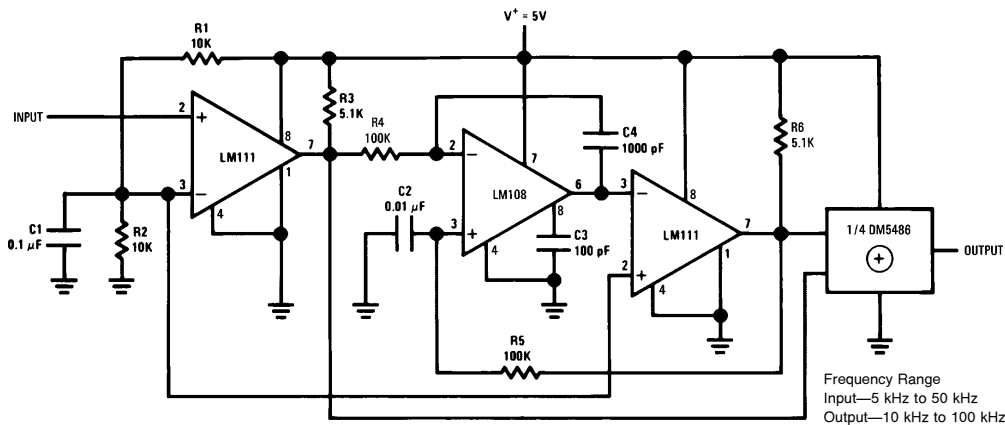 V+ = 5V
R1
10K
INPUT
2
+
LM111
8
7
1
3
−
4
C1
0.1 μF
R2
10K
R3
5.1K
R4
100K
2
−
LM108
7
6
8
3
+
4
C2
0.01 μF
C3
100 pF
C4
1000 pF
3
−
LM111
8
7
1
2
+
4
R5
100K
R6
5.1K
1/4 DM5486
+
OUTPUT
Frequency Range
Input—5 kHz to 50 kHz
Output—10 kHz to 100 kHz